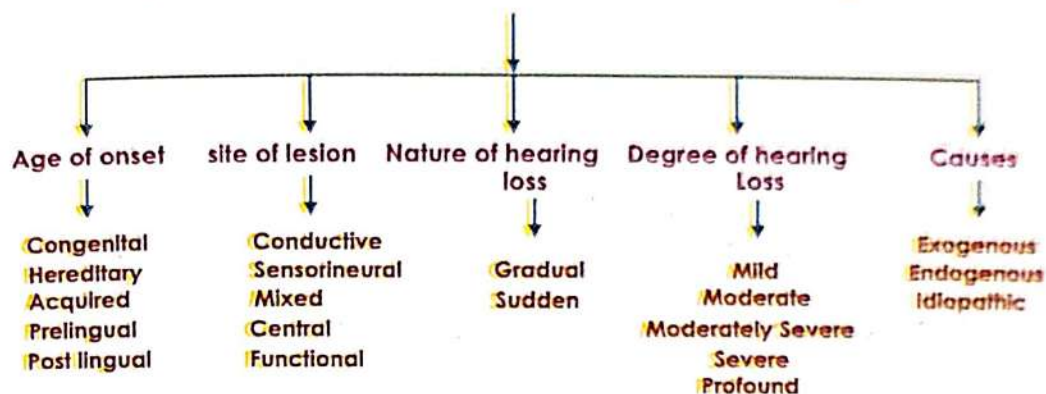 Age of onset
Congenital
Hereditary
Acquired
Prelingual
Post lingual
site of lesion
Conductive
Sensorineural
Mixed
Central
Functional
Nature of hearing
loss
Gradual
Sudden
Degree of hearing
Loss
Mild
Moderate
Moderately Severe
Severe
Profound
Causes
Exogenous
Endogenous
Idiopathic